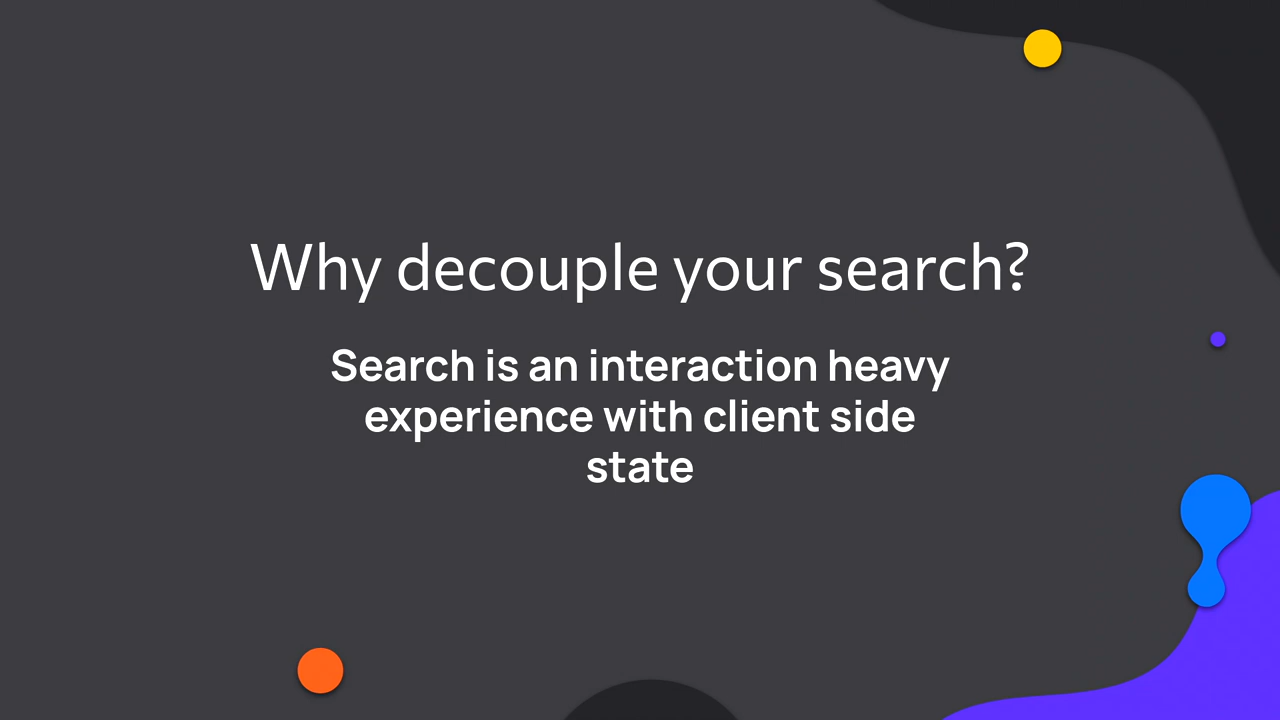 Why decouple your search?
Search is an interaction heavy
experience with client side
state